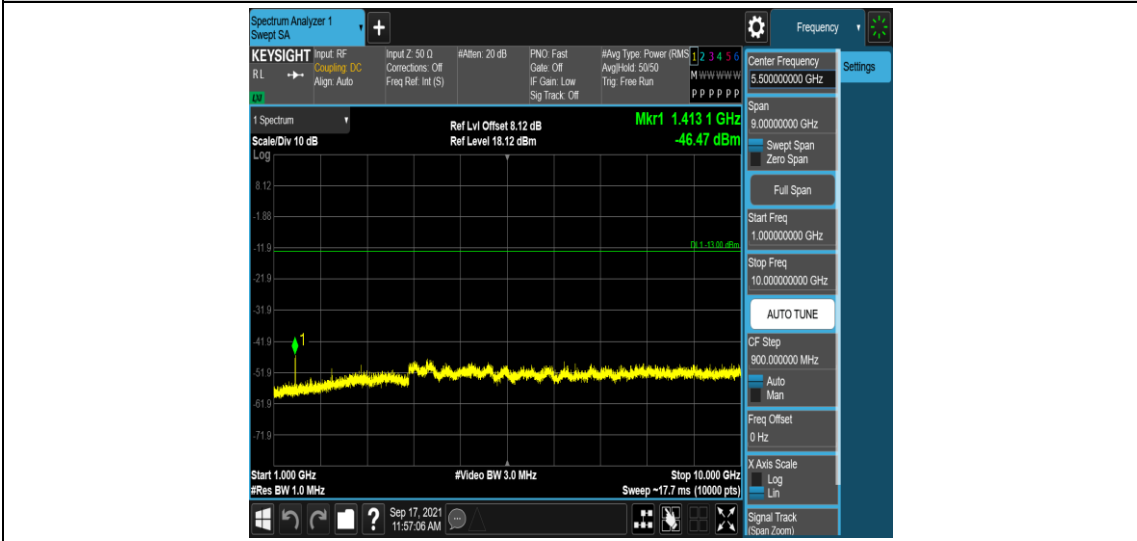 Spectrum Analyzer 1
Swept SA
+
Frequency
KEYSIGHT
RL
LM
Input: RF
Coupling: DC
Align: Auto
Input Z: 50 Ω
Corrections: Off
Freq Ref: Int (S)
#Atten: 20 dB
PNO: Fast
Gate: Off
IF Gain: Low
Sig Track: Off
#Avg Type: Power (RMS
Avg|Hold: 50/50
Trig: Free Run
1 2 3 4 5 6
M W W W W W
P P P P P P
1 Spectrum
Scale/Div 10 dB
Log
Ref Lvl Offset 8.12 dB
Ref Level 18.12 dBm
Mkr1 1.413 1 GHz
-46.47 dBm
8.12
-1.88
-11.9
DL1 -13.00 dBm
-21.9
-31.9
-41.9
1
-51.9
-61.9
-71.9
Start 1.000 GHz
#Res BW 1.0 MHz
#Video BW 3.0 MHz
Stop 10.000 GHz
Sweep ~17.7 ms (10000 pts)
?
Sep 17, 2021
11:57:06 AM
Center Frequency
5.500000000 GHz
Settings
Span
9.00000000 GHz
Swept Span
Zero Span
Full Span
Start Freq
1.000000000 GHz
Stop Freq
10.000000000 GHz
AUTO TUNE
CF Step
900.000000 MHz
Auto
Man
Freq Offset
0 Hz
X Axis Scale
Log
Lin
Signal Track
(Span Zoom)